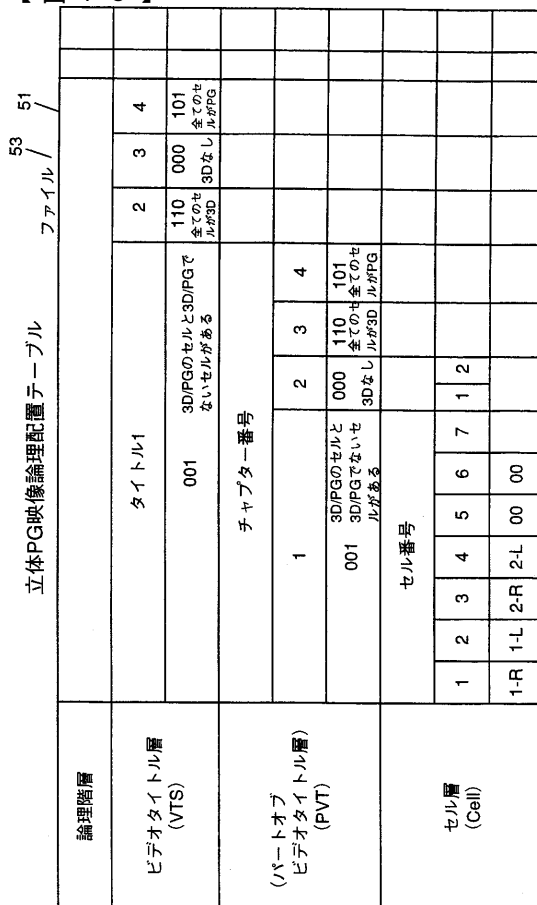 立体PG映像論理配置テーブル
ファイル
53
51
論理階層
ビデオタイトル層
(VTS)
タイトル1
2
3
4
001
3D/PGのセルと3D/PGで
ないセルがある
110
全てのセ
ルが3D
000
3Dなし
101
全てのセ
ルがPG
(パートオブ
ビデオタイトル層)
(PVT)
チャプター番号
1
2
3
4
001
3D/PGのセルと
3D/PGでないセ
ルがある
000
3Dなし
110
全てのセ
ルが3D
101
全てのセ
ルがPG
セル層
(Cell)
セル番号
1
2
3
4
5
6
7
1
2
1-R
1-L
2-R
2-L
00
00